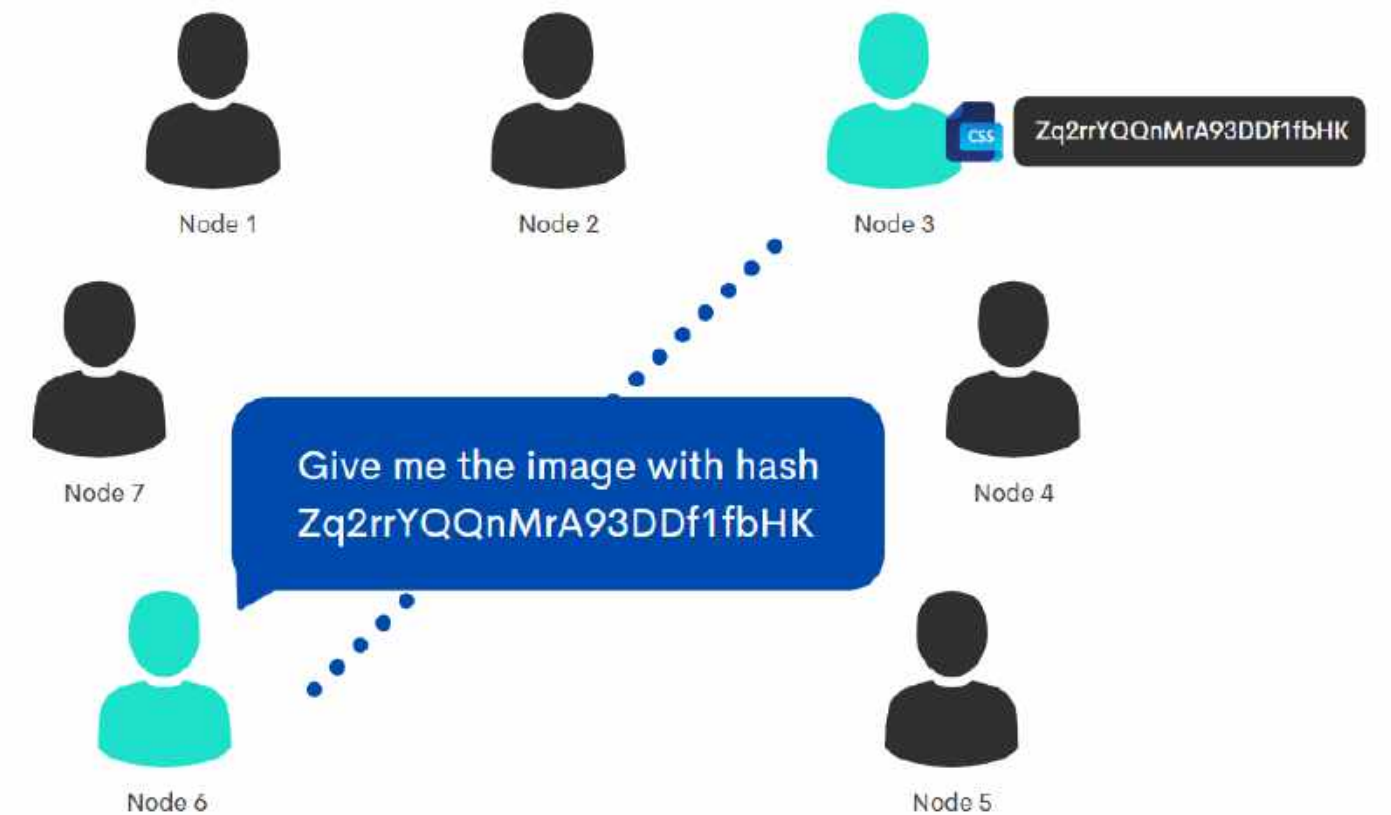 CSS
Zq2rrYQQnMrA93DDf1fbHK
Node 1
Node 2
Node 3
Node 7
Give me the image with hash
Zq2rrYQQnMrA93DDf1fbHK
Node 4
Node 6
Node 5